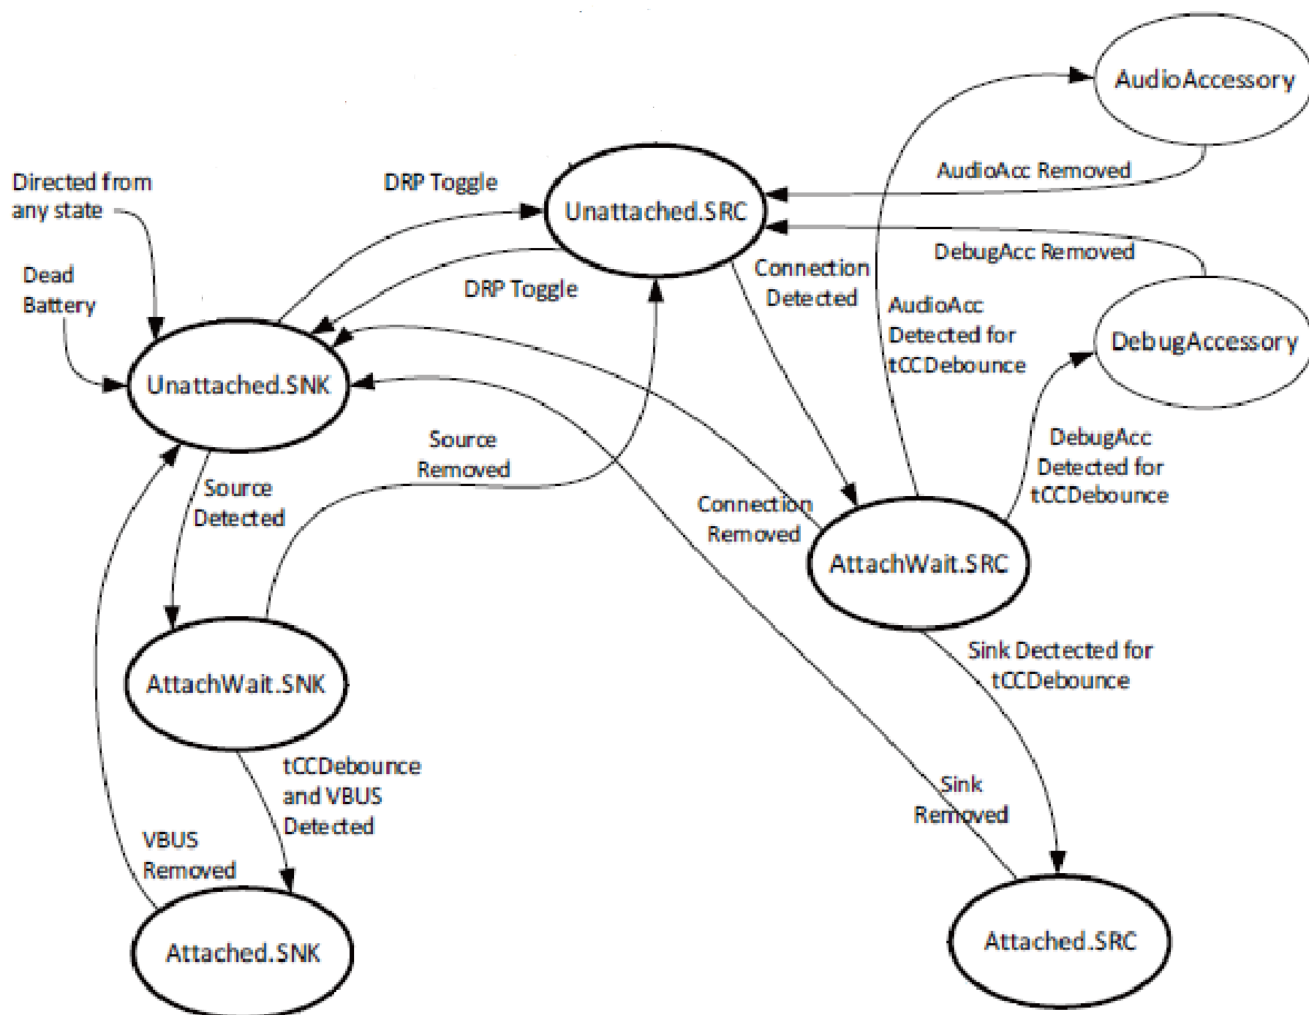 AudioAccessory
AudioAcc Removed
Directed from
any state
DRP Toggle
Unattached.SRC
DebugAcc Removed
Dead
Battery
DRP Toggle
Connection
Detected
AudioAcc
Detected for
tCCDebounce
DebugAccessory
Unattached.SNK
Source
Removed
DebugAcc
Detected for
tCCDebounce
Source
Detected
Connection
Removed
AttachWait.SRC
AttachWait.SNK
Sink Dectected for
tCCDebounce
tCCDebounce
and VBUS
Detected
Sink
Removed
VBUS
Removed
Attached.SNK
Attached.SRC